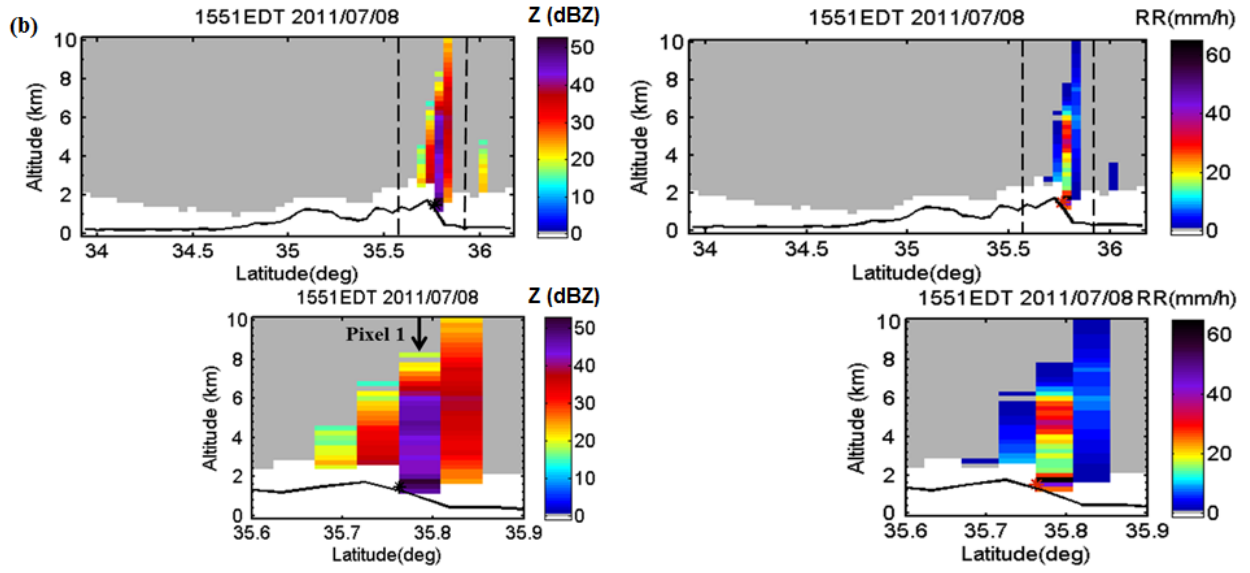 (b)
1551EDT 2011/07/08 Z (dBZ)
10
8
6
4
2
0
Altitude (km)
34 34.5 35 35.5 36
Latitude(deg)
50
40
30
20
10
0
1551EDT 2011/07/08 RR(mm/h)
10
8
6
4
2
0
Altitude (km)
34 34.5 35 35.5 36
Latitude(deg)
60
40
20
0
1551EDT 2011/07/08 Z (dBZ)
Pixel 1
10
8
6
4
2
0
Altitude (km)
35.6 35.7 35.8 35.9
Latitude(deg)
50
40
30
20
10
0
1551EDT 2011/07/08 RR(mm/h)
10
8
6
4
2
0
Altitude (km)
35.6 35.7 35.8 35.9
Latitude(deg)
60
40
20
0